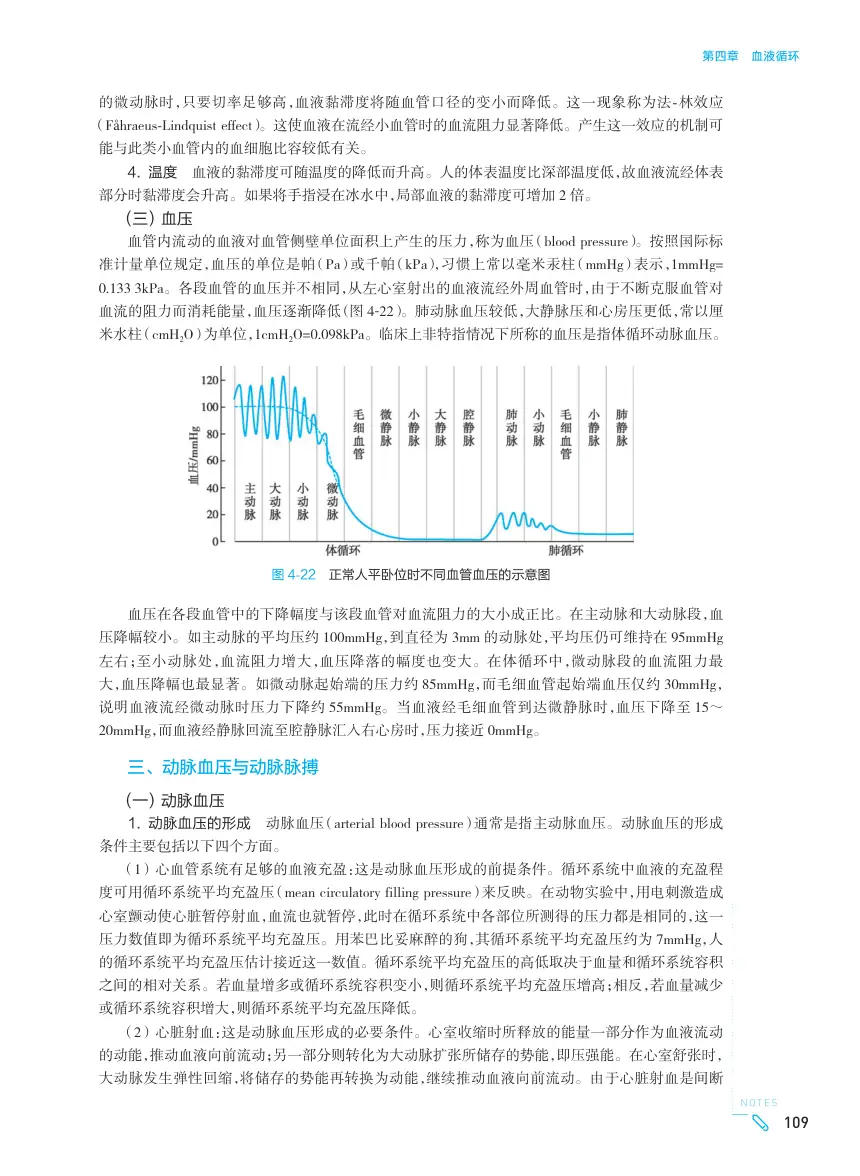 第四章 血液循环
的微动脉时,只要切率足够高,血液黏滞度将随血管口径的变小而降低。这一现象称为法-林效应
(Fåhraeus-Lindquist effect)。这使血液在流经小血管时的血流阻力显著降低。产生这一效应的机制可
能与此类小血管内的血细胞比容较低有关。
4. 温度 血液的黏滞度可随温度的降低而升高。人的体表温度比深部温度低,故血液流经体表
部分时黏滞度会升高。如果将手指浸在冰水中,局部血液的黏滞度可增加 2 倍。
(三) 血压
血管内流动的血液对血管侧壁单位面积上产生的压力,称为血压(blood pressure)。按照国际标
准计量单位规定,血压的单位是帕(Pa)或千帕(kPa),习惯上常以毫米汞柱(mmHg)表示,1mmHg=
0.133 3kPa。各段血管的血压并不相同,从左心室射出的血液流经外周血管时,由于不断克服血管对
血流的阻力而消耗能量,血压逐渐降低(图 4-22)。肺动脉血压较低,大静脉压和心房压更低,常以厘
米水柱(cmH₂O)为单位,1cmH₂O=0.098kPa。临床上非特指情况下所称的血压是指体循环动脉血压。
血压/mmHg
120
100
80
60
40
20
0
主动脉
大动脉
小动脉
微动脉
毛细血管
微静脉
小静脉
大静脉
腔静脉
肺动脉
小动脉
毛细血管
小静脉
肺静脉
体循环
肺循环
图 4-22 正常人平卧位时不同血管血压的示意图
血压在各段血管中的下降幅度与该段血管对血流阻力的大小成正比。在主动脉和大动脉段,血
压降幅较小。如主动脉的平均压约 100mmHg,到直径为 3mm 的动脉处,平均压仍可维持在 95mmHg
左右;至小动脉处,血流阻力增大,血压降落的幅度也变大。在体循环中,微动脉段的血流阻力最
大,血压降幅也最显著。如微动脉起始端的压力约 85mmHg,而毛细血管起始端血压仅约 30mmHg,
说明血液流经微动脉时压力下降约 55mmHg。当血液经毛细血管到达微静脉时,血压下降至 15~
20mmHg,而血液经静脉回流至腔静脉汇入右心房时,压力接近 0mmHg。
三、动脉血压与动脉脉搏
(一) 动脉血压
1. 动脉血压的形成 动脉血压(arterial blood pressure)通常是指主动脉血压。动脉血压的形成
条件主要包括以下四个方面。
(1)心血管系统有足够的血液充盈:这是动脉血压形成的前提条件。循环系统中血液的充盈程
度可用循环系统平均充盈压(mean circulatory filling pressure)来反映。在动物实验中,用电刺激造成
心室颤动使心脏暂停射血,血流也就暂停,此时在循环系统中各部位所测得的压力都是相同的,这一
压力数值即为循环系统平均充盈压。用苯巴比妥麻醉的狗,其循环系统平均充盈压约为 7mmHg,人
的循环系统平均充盈压估计接近这一数值。循环系统平均充盈压的高低取决于血量和循环系统容积
之间的相对关系。若血量增多或循环系统容积变小,则循环系统平均充盈压增高;相反,若血量减少
或循环系统容积增大,则循环系统平均充盈压降低。
(2)心脏射血:这是动脉血压形成的必要条件。心室收缩时所释放的能量一部分作为血液流动
的动能,推动血液向前流动;另一部分则转化为大动脉扩张所储存的势能,即压强能。在心室舒张时,
大动脉发生弹性回缩,将储存的势能再转换为动能,继续推动血液向前流动。由于心脏射血是间断
NOTES
109